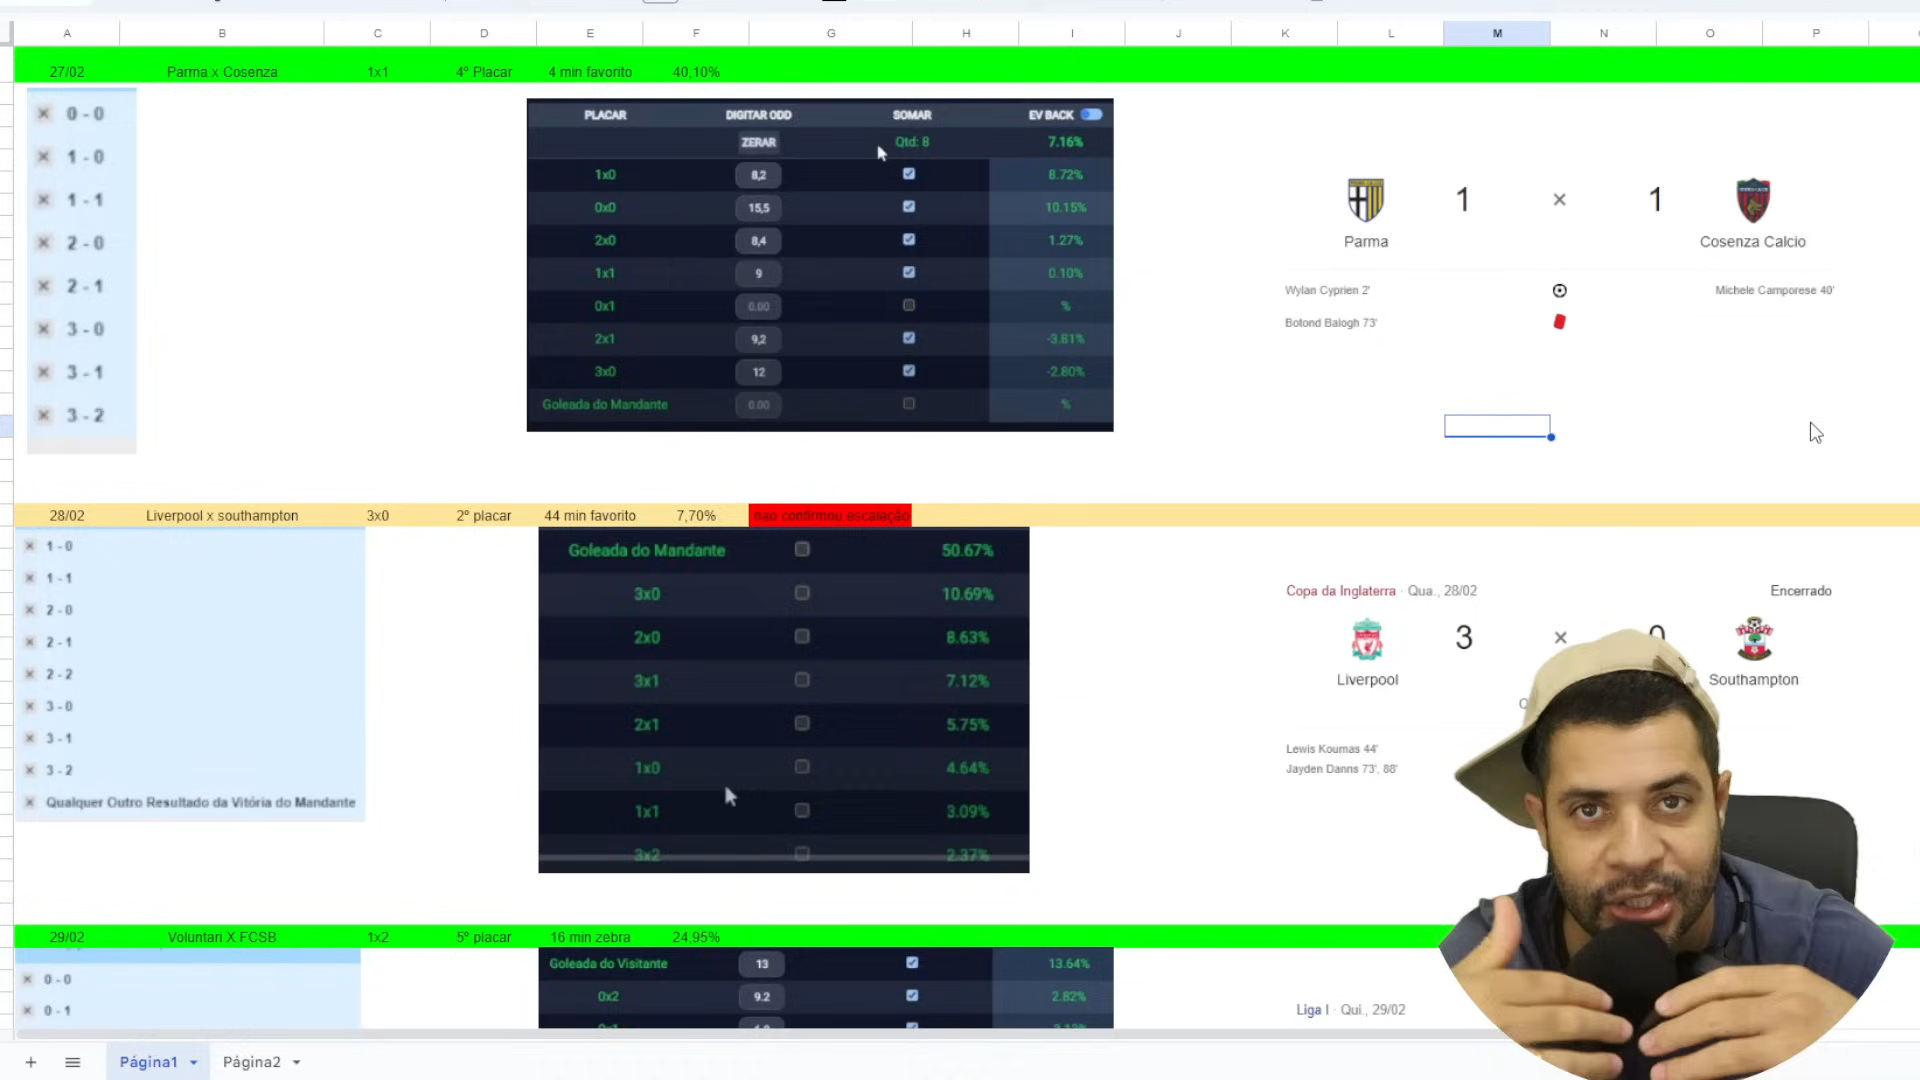 A B C D E F G H I J K L M N O P
27/02 Parma x Cosenza 1x1 4º Placar 4 min favorito 40,10%
0 - 0
1 - 0
1 - 1
2 - 0
2 - 1
3 - 0
3 - 1
3 - 2
PLACAR DIGITAR ODD SOMAR EV BACK
ZERAR Qtd: 8 7.16%
1x0 8,2 8.72%
0x0 15,5 10.15%
2x0 8,4 1.27%
1x1 9 0.10%
0x1 0.00 %
2x1 9,2 -3.81%
3x0 12 -2.80%
Goleada do Mandante 0.00 %
1 × 1
Parma Cosenza Calcio
Wylan Cyprien 2' Michele Camporese 40'
Botond Balogh 73'
28/02 Liverpool x southampton 3x0 2º placar 44 min favorito 7,70% nao confirmou escalação
1 - 0
1 - 1
2 - 0
2 - 1
2 - 2
3 - 0
3 - 1
3 - 2
Qualquer Outro Resultado da Vitória do Mandante
Goleada do Mandante 50.67%
3x0 10.69%
2x0 8.63%
3x1 7.12%
2x1 5.75%
1x0 4.64%
1x1 3.09%
3x2 2.37%
Copa da Inglaterra · Qua., 28/02 Encerrado
3 × 0
Liverpool Southampton
Lewis Koumas 44'
Jayden Danns 73', 88'
29/02 Voluntari X FCSB 1x2 5º placar 16 min zebra 24,95%
0 - 0
0 - 1
Goleada do Visitante 13 13.64%
0x2 9.2 2.82%
Liga I · Qui., 29/02
Página1 Página2